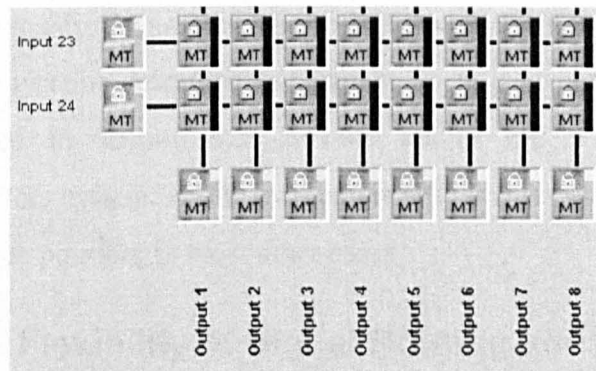 Input 23
MT MT MT MT MT MT MT MT MT
Input 24
MT MT MT MT MT MT MT MT MT
MT MT MT MT MT MT MT MT
Output 1
Output 2
Output 3
Output 4
Output 5
Output 6
Output 7
Output 8